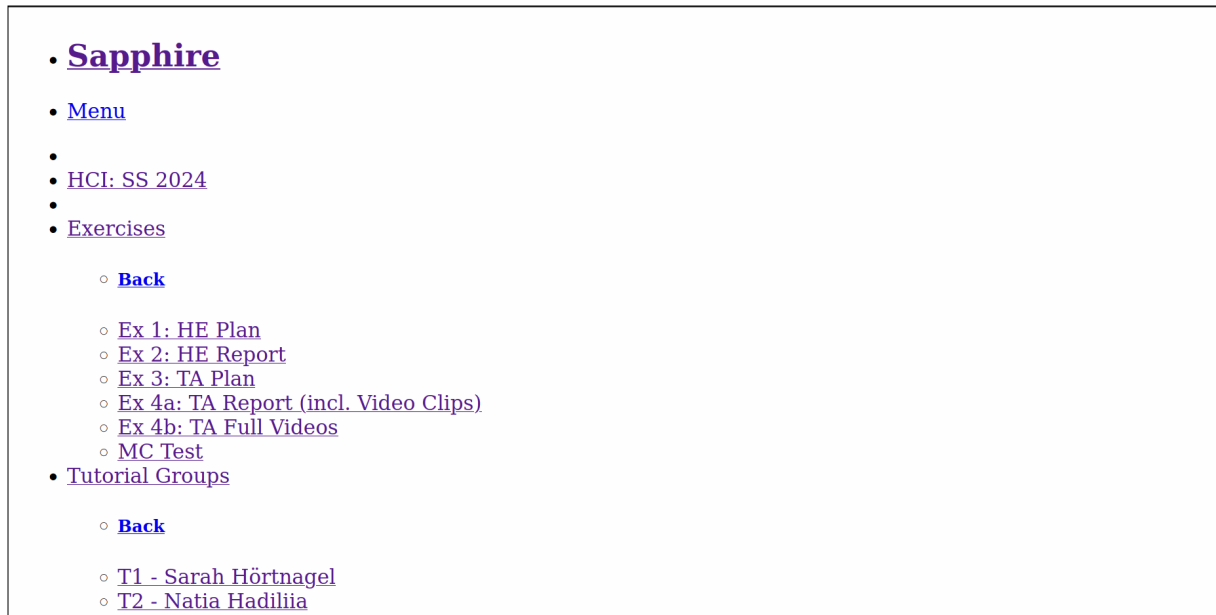 Sapphire
Menu
HCI: SS 2024
Exercises
Back
Ex 1: HE Plan
Ex 2: HE Report
Ex 3: TA Plan
Ex 4a: TA Report (incl. Video Clips)
Ex 4b: TA Full Videos
MC Test
Tutorial Groups
Back
T1 - Sarah Hörtnagel
T2 - Natia Hadiliia